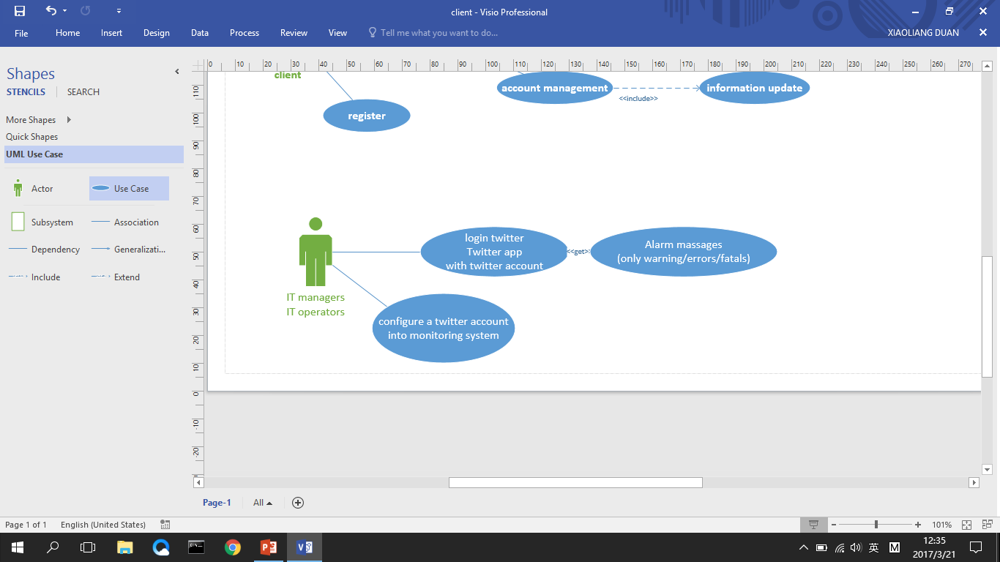 client - Visio Professional
File
Home
Insert
Design
Data
Process
Review
View
Tell me what you want to do...
XIAOLIANG DUAN
Shapes
STENCILS
SEARCH
More Shapes
Quick Shapes
UML Use Case
Actor
Use Case
Subsystem
Association
Dependency
Generalizati...
Include
Extend
0 10 20 30 40 50 60 70 80 90 100 110 120 130 140 150 160 170 180 190 200 210 220 230 240 250 260 270
110
100
90
80
70
60
50
40
30
20
10
0
-10
-20
client
register
account management
<<include>>
information update
IT managers
IT operators
login twitter
Twitter app
with twitter account
<<get>>
Alarm massages
(only warning/errors/fatals)
configure a twitter account
into monitoring system
Page-1
All
Page 1 of 1
English (United States)
101%
英
M
12:35
2017/3/21